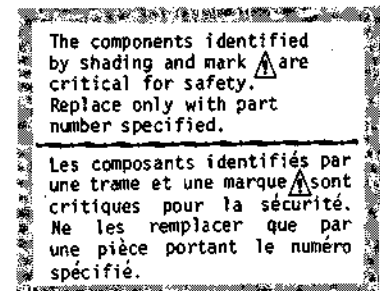 The components identified
by shading and mark ⚠ are
critical for safety.
Replace only with part
number specified.
Les composants identifiés par
une trame et une marque ⚠ sont
critiques pour la sécurité.
Ne les remplacer que par
une pièce portant le numéro
spécifié.